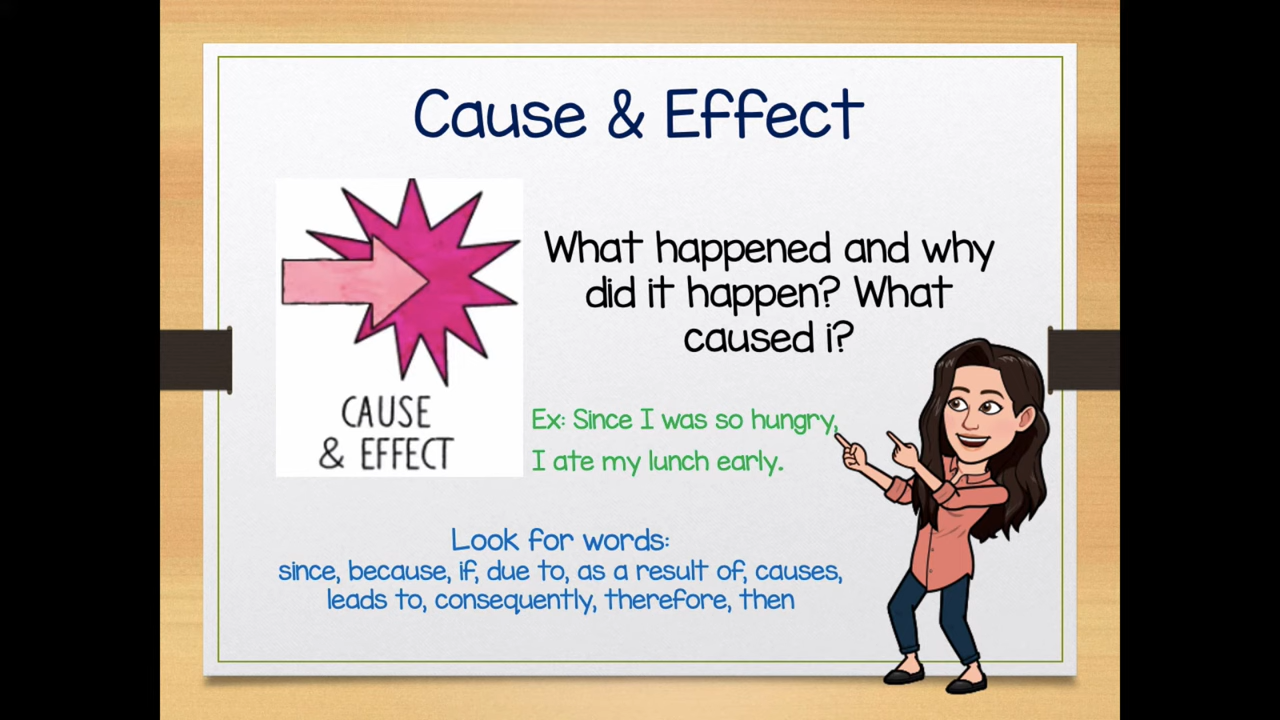 Cause & Effect
What happened and why
did it happen? What
caused i?
CAUSE
& EFFECT
Ex: Since I was so hungry,
I ate my lunch early.
Look for words:
since, because, if, due to, as a result of, causes,
leads to, consequently, therefore, then